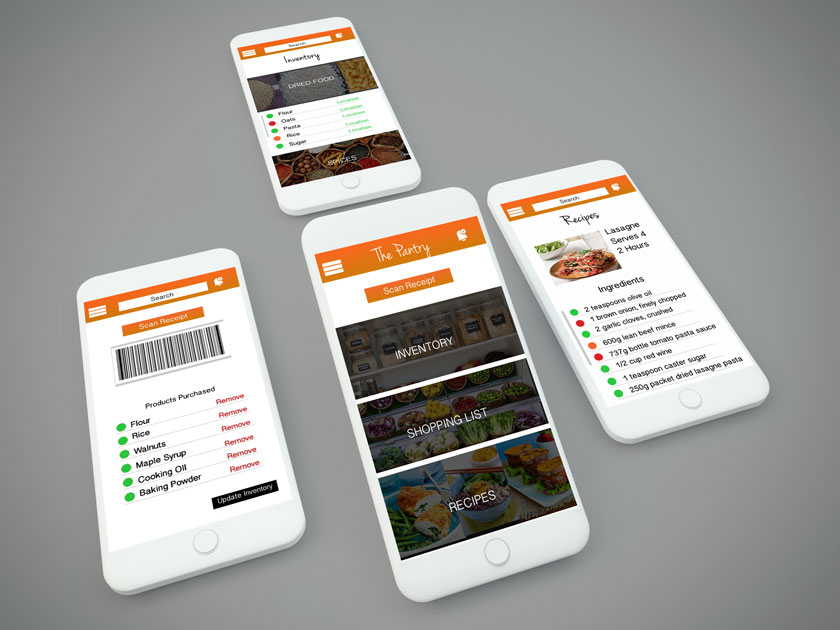 Search
Inventory
DRIED FOOD
Flour Location
Oats Location
Pasta Location
Rice Location
Sugar
SPICES
Search
Scan Receipt
Products Purchased
Flour Remove
Rice Remove
Walnuts Remove
Maple Syrup Remove
Cooking Oil Remove
Baking Powder Remove
Update Inventory
The Pantry
Scan Receipt
INVENTORY
SHOPPING LIST
RECIPES
Search
Recipes
Lasagne
Serves 4
2 Hours
Ingredients
2 teaspoons olive oil
1 brown onion, finely chopped
2 garlic cloves, crushed
600g lean beef mince
737g bottle tomato pasta sauce
1/2 cup red wine
1 teaspoon caster sugar
250g packet dried lasagne pasta